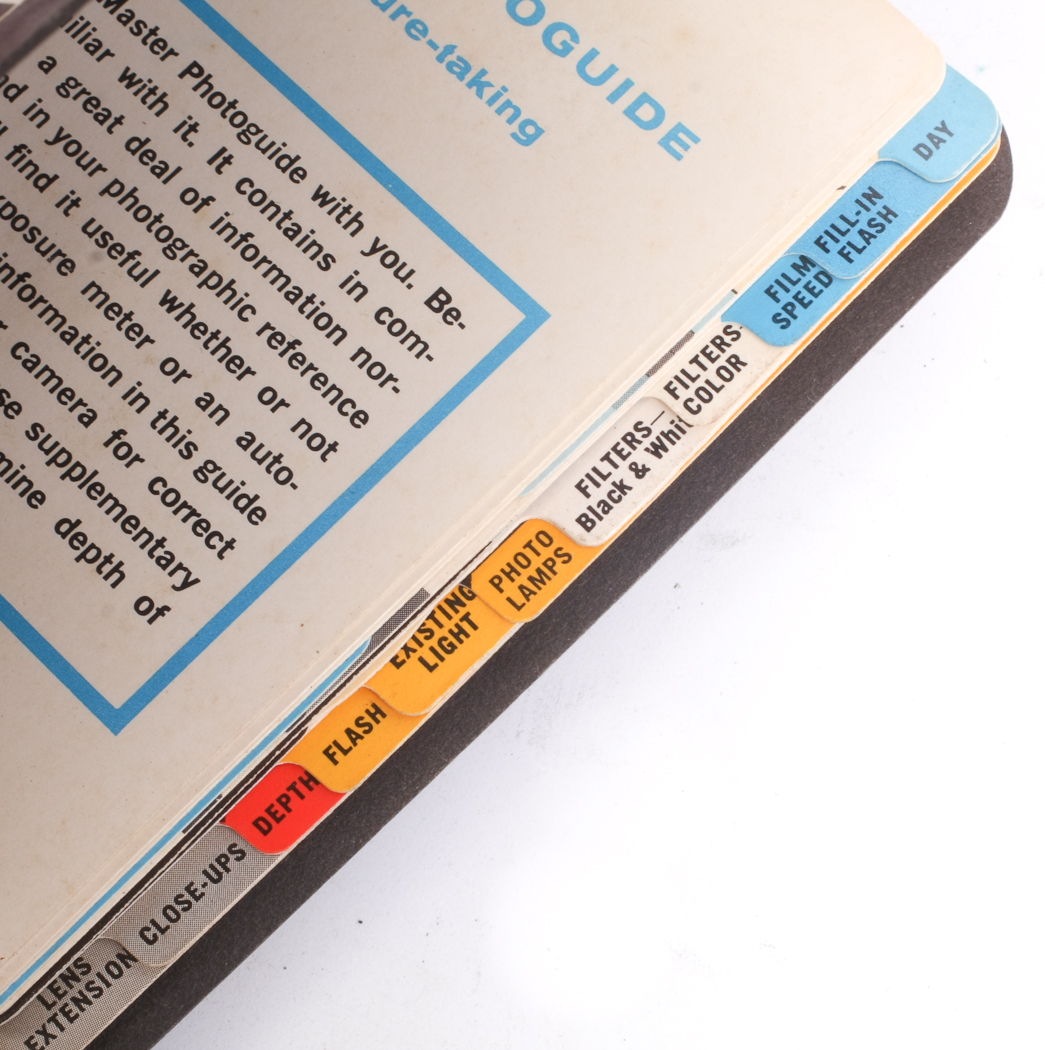 OGUIDE
ure-taking
Master Photoguide with you. Be-
iliar with it. It contains in com-
a great deal of information nor-
nd in your photographic reference
find it useful whether or not
xposure meter or an auto-
information in this guide
camera for correct
se supplementary
mine depth of
DAY
FILL-IN
FLASH
FILM
SPEED
FILTERS-
COLOR
FILTERS—
Black & Whit
PHOTO
LAMPS
EXISTING
LIGHT
FLASH
DEPTH
CLOSE-UPS
LENS
EXTENSION